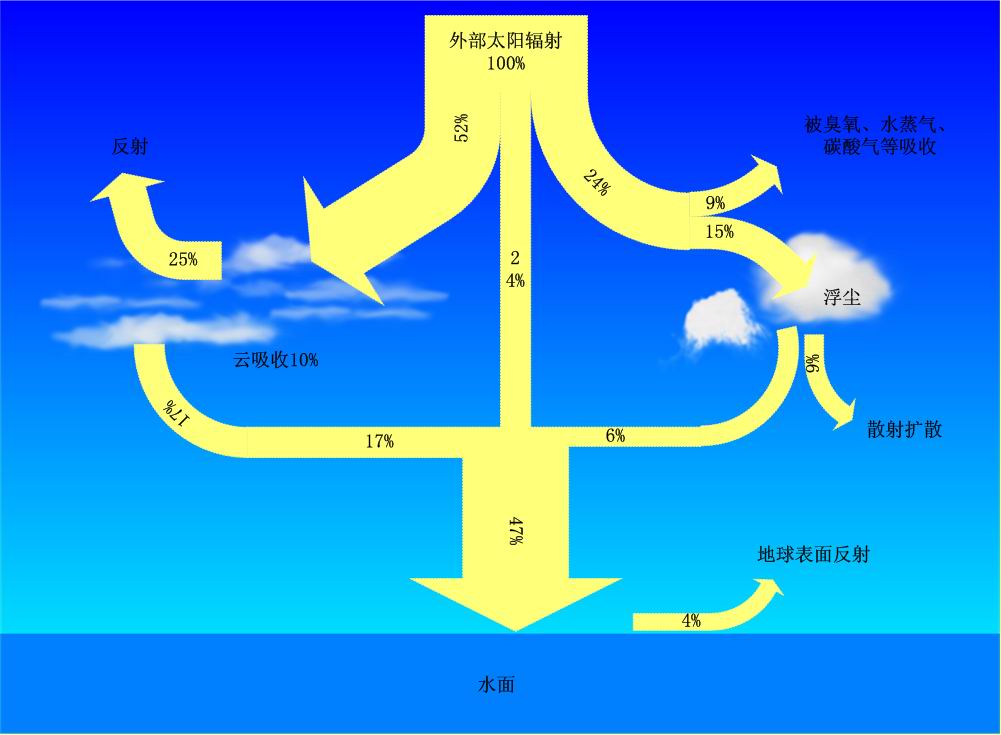 外部太阳辐射
100%
52%
反射
被臭氧、水蒸气、
碳酸气等吸收
24%
9%
15%
25%
2
4%
浮尘
云吸收10%
9%
17%
17%
6%
散射扩散
47%
地球表面反射
4%
水面